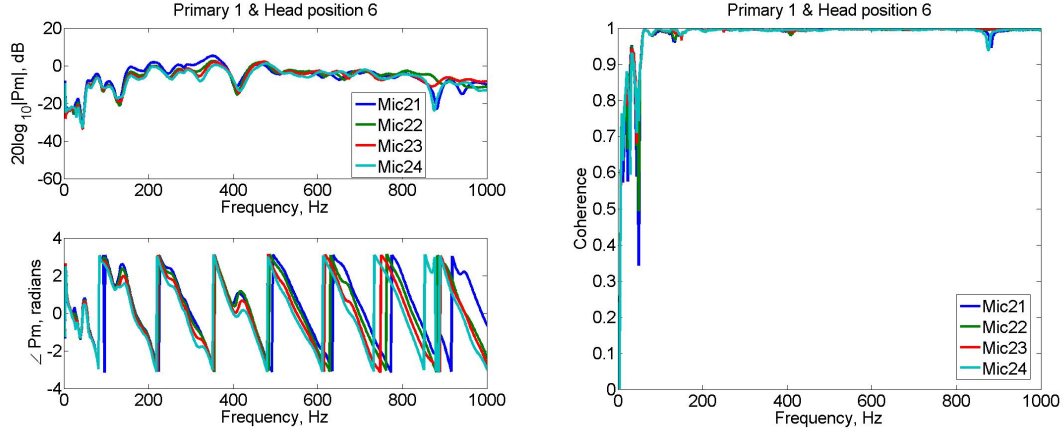 Primary 1 & Head position 6
20
0
-20
-40
-60
20log10|Pm|, dB
Mic21
Mic22
Mic23
Mic24
0 200 400 600 800 1000
Frequency, Hz
4
2
0
-2
-4
∠ Pm, radians
0 200 400 600 800 1000
Frequency, Hz
Primary 1 & Head position 6
1
0.9
0.8
0.7
0.6
0.5
0.4
0.3
0.2
0.1
0
Coherence
Mic21
Mic22
Mic23
Mic24
0 200 400 600 800 1000
Frequency, Hz